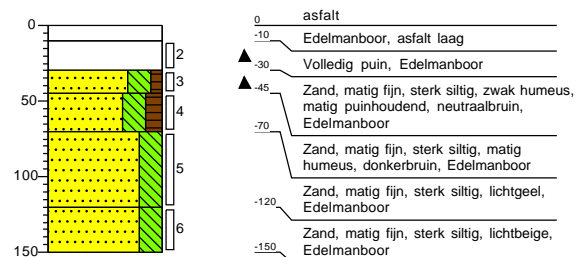 0
50
100
150
2
3
4
5
6
0 asfalt
-10 Edelmanboor, asfalt laag
-30 Volledig puin, Edelmanboor
-45 Zand, matig fijn, sterk siltig, zwak humeus,
matig puinhoudend, neutraalbruin,
Edelmanboor
-70 Zand, matig fijn, sterk siltig, matig
humeus, donkerbruin, Edelmanboor
-120 Zand, matig fijn, sterk siltig, lichtgeel,
Edelmanboor
-150 Zand, matig fijn, sterk siltig, lichtbeige,
Edelmanboor